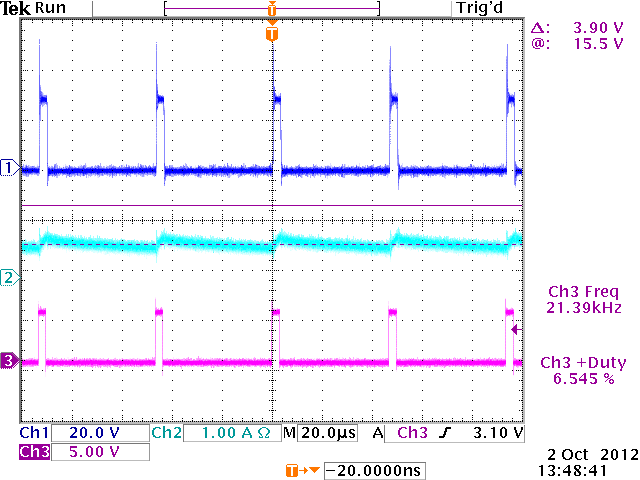 Tek Run Trig'd
T
T
Δ: 3.90 V
@: 15.5 V
1
2
Ch3 Freq
21.39kHz
3
Ch3 +Duty
6.545 %
Ch1 20.0 V Ch2 1.00 A Ω M 20.0µs A Ch3 3.10 V
Ch3 5.00 V
2 Oct 2012
13:48:41
T −20.0000ns